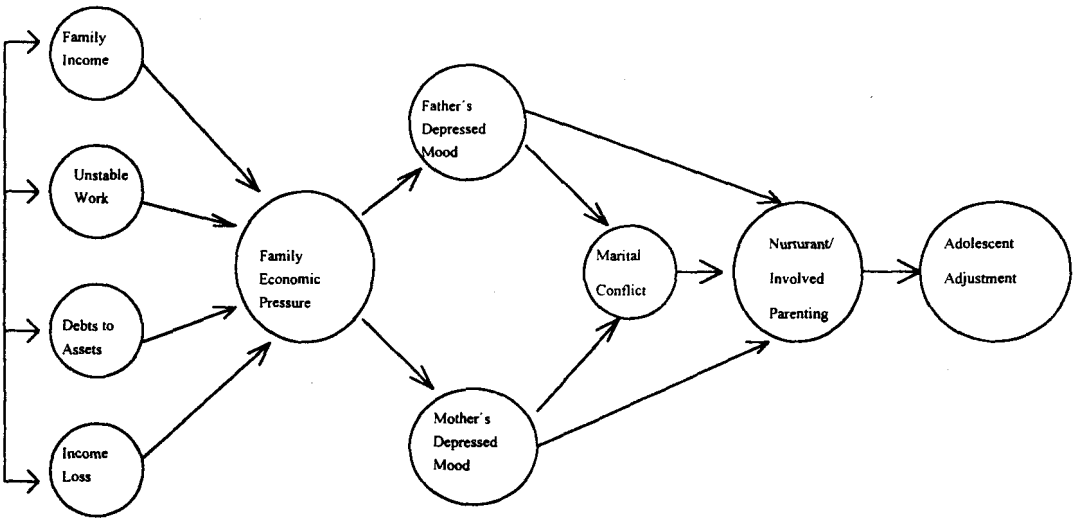 Family
Income
Unstable
Work
Debts to
Assets
Income
Loss
Family
Economic
Pressure
Father's
Depressed
Mood
Mother's
Depressed
Mood
Marital
Conflict
Nurturant/
Involved
Parenting
Adolescent
Adjustment